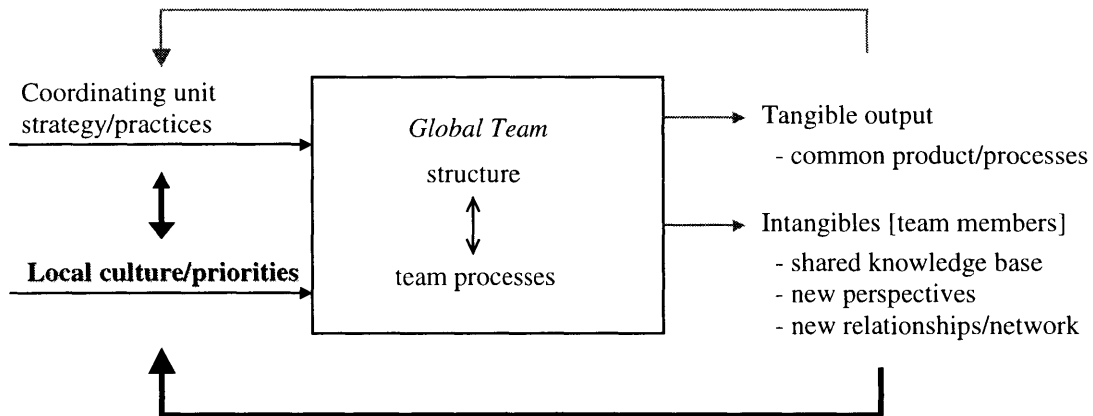 Coordinating unit
strategy/practices
Local culture/priorities
Global Team
structure
team processes
Tangible output
- common product/processes
Intangibles [team members]
- shared knowledge base
- new perspectives
- new relationships/network